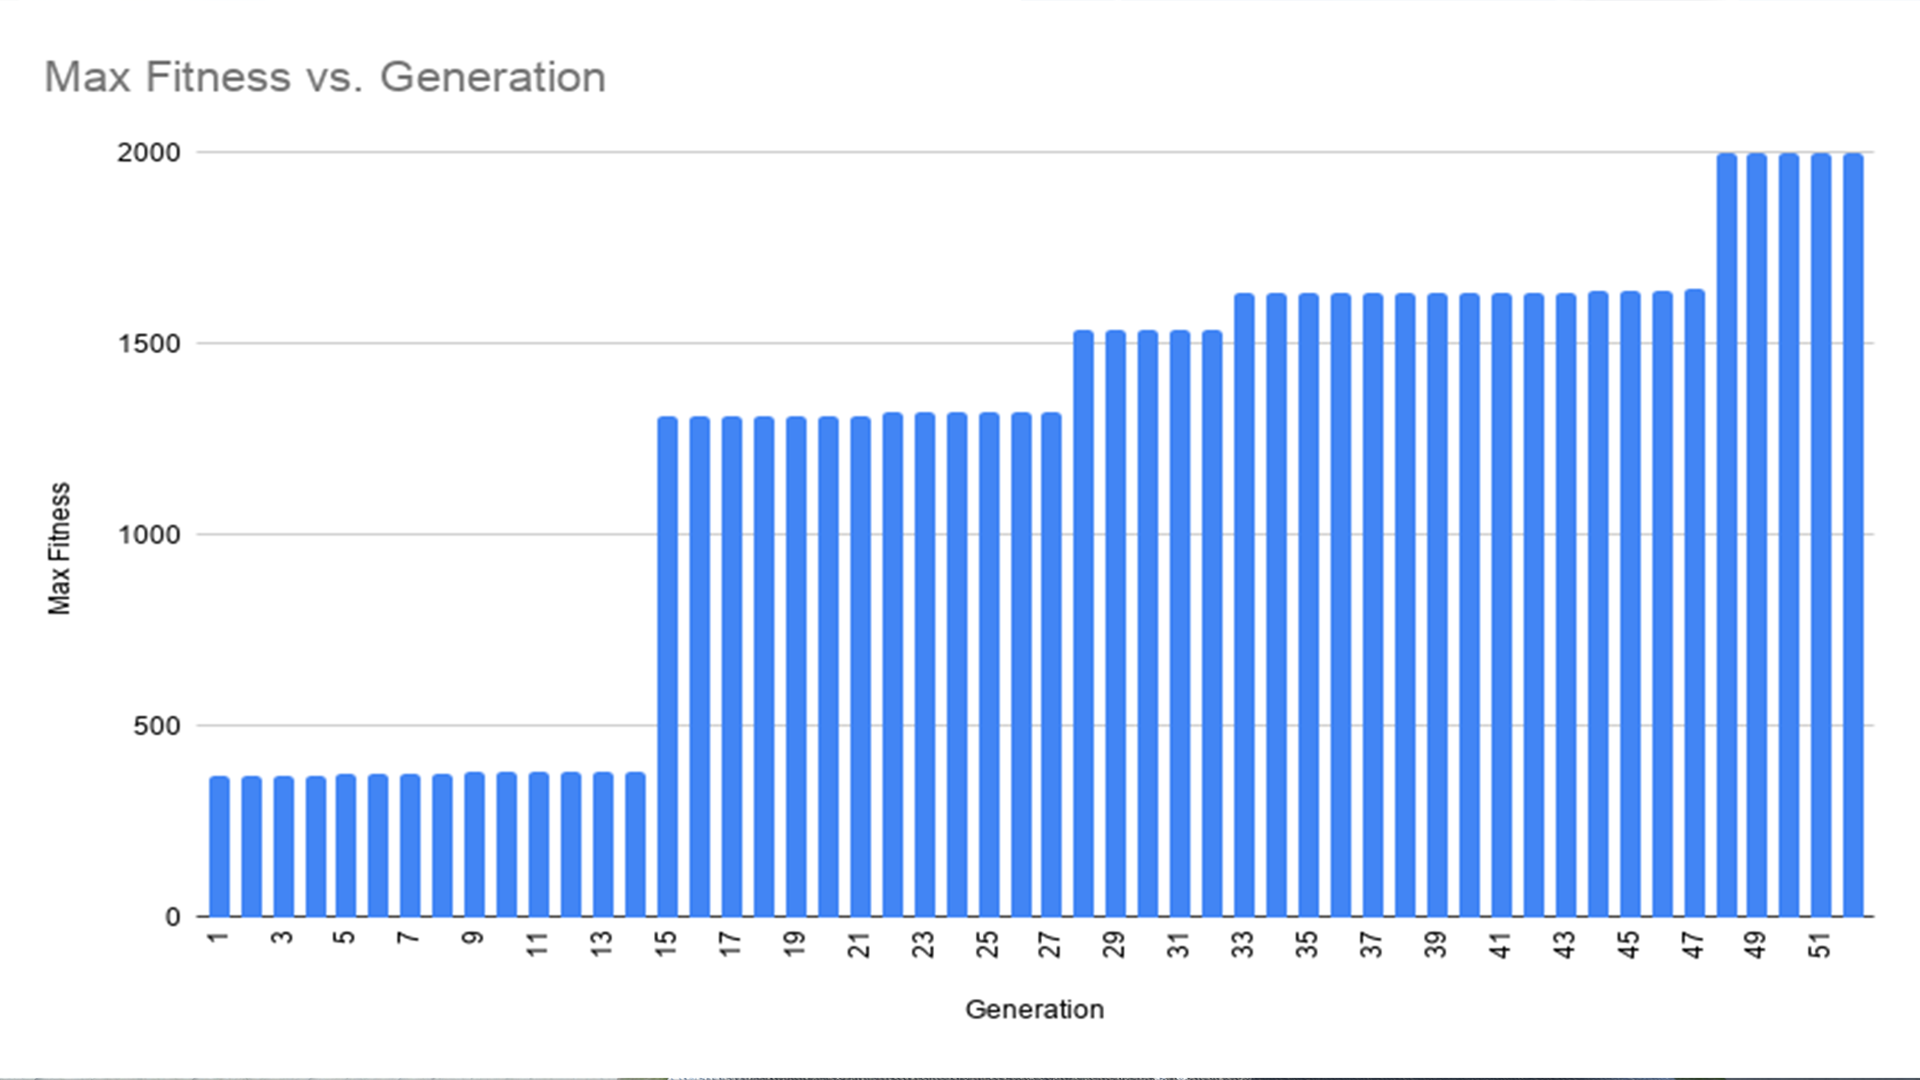 Max Fitness vs. Generation
2000
1500
1000
500
0
Max Fitness
1 3 5 7 9 11 13 15 17 19 21 23 25 27 29 31 33 35 37 39 41 43 45 47 49 51
Generation